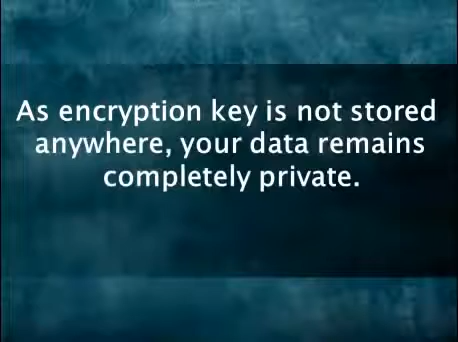 As encryption key is not stored
anywhere, your data remains
completely private.